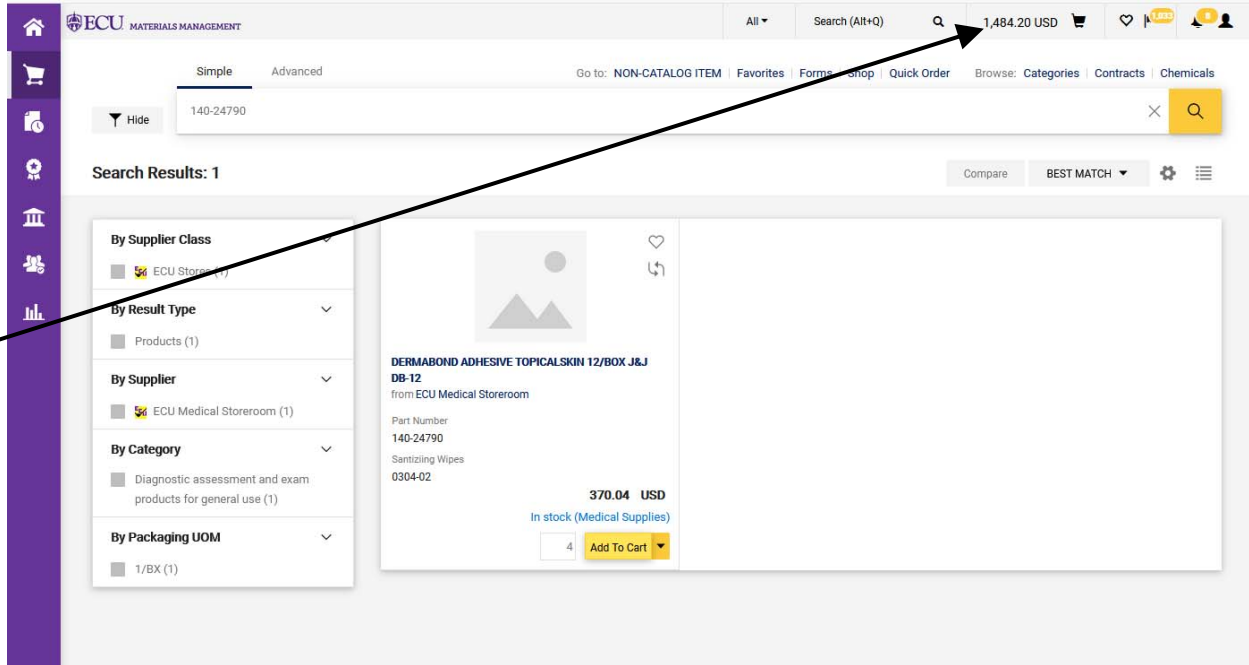 ECU MATERIALS MANAGEMENT
All
Search (Alt+Q)
1,484.20 USD
1,033
8
Simple
Advanced
Go to: NON-CATALOG ITEM | Favorites | Forms | Shop | Quick Order
Browse: Categories | Contracts | Chemicals
Hide
140-24790
Search Results: 1
Compare
BEST MATCH
By Supplier Class
ECU Stores (1)
By Result Type
Products (1)
By Supplier
ECU Medical Storeroom (1)
By Category
Diagnostic assessment and exam
products for general use (1)
By Packaging UOM
1/BX (1)
DERMABOND ADHESIVE TOPICALSKIN 12/BOX J&J
DB-12
from ECU Medical Storeroom
Part Number
140-24790
Santiziing Wipes
0304-02
370.04 USD
In stock (Medical Supplies)
4
Add To Cart